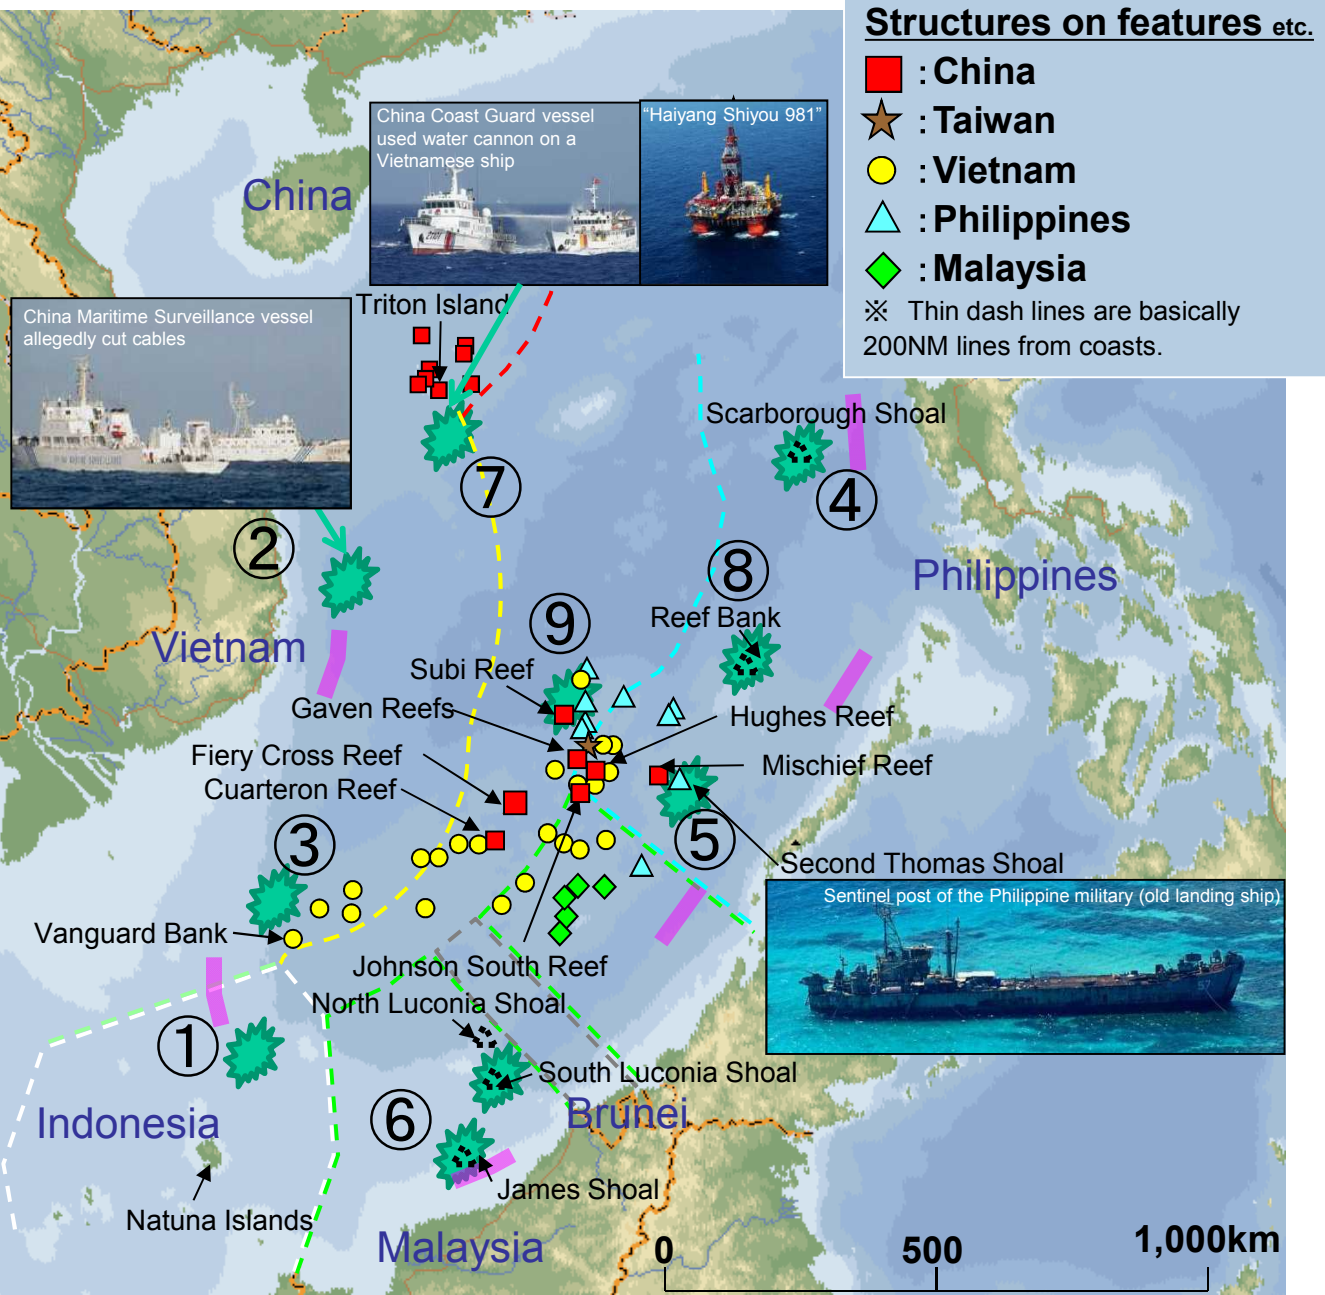 Structures on features etc.
: China
: Taiwan
: Vietnam
: Philippines
: Malaysia
※ Thin dash lines are basically
200NM lines from coasts.
China Coast Guard vessel
used water cannon on a
Vietnamese ship
“Haiyang Shiyou 981”
China
Triton Island
China Maritime Surveillance vessel
allegedly cut cables
Scarborough Shoal
⑦
④
②
⑧
Philippines
⑨
Reef Bank
Vietnam
Subi Reef
Gaven Reefs
Hughes Reef
Fiery Cross Reef
Mischief Reef
Cuarteron Reef
③
⑤
Second Thomas Shoal
Sentinel post of the Philippine military (old landing ship)
57
Vanguard Bank
Johnson South Reef
North Luconia Shoal
①
South Luconia Shoal
Indonesia
⑥
Brunei
James Shoal
Natuna Islands
Malaysia
0
500
1,000km